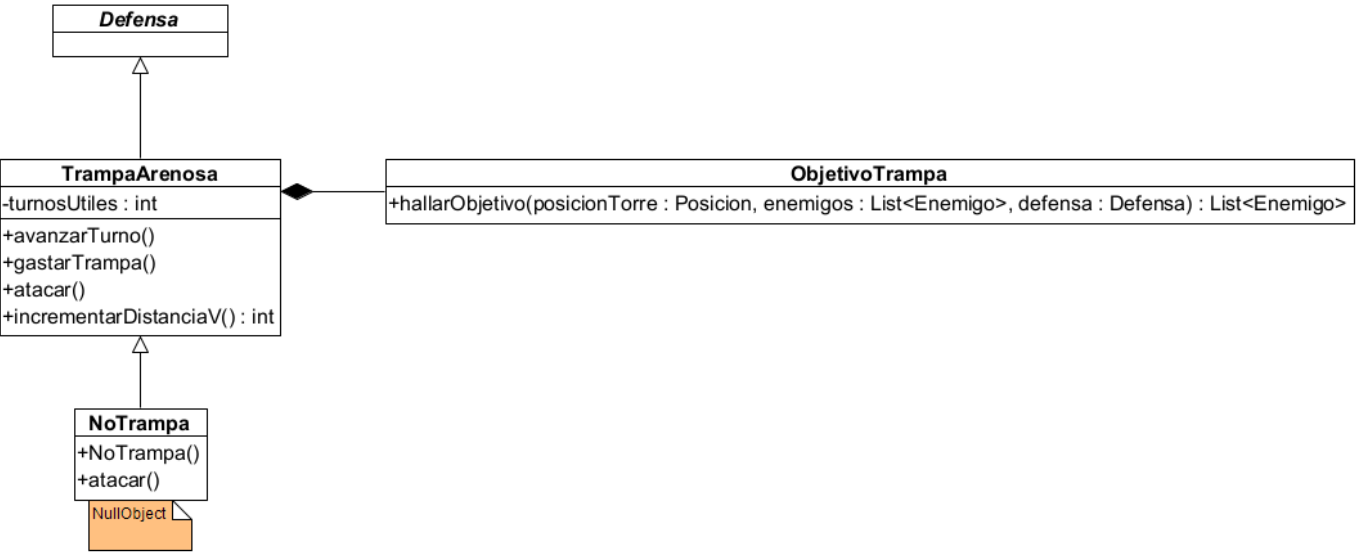 Defensa
TrampaArenosa
-turnosUtiles : int
+avanzarTurno()
+gastarTrampa()
+atacar()
+incrementarDistanciaV() : int
ObjetivoTrampa
+hallarObjetivo(posicionTorre : Posicion, enemigos : List<Enemigo>, defensa : Defensa) : List<Enemigo>
NoTrampa
+NoTrampa()
+atacar()
NullObject